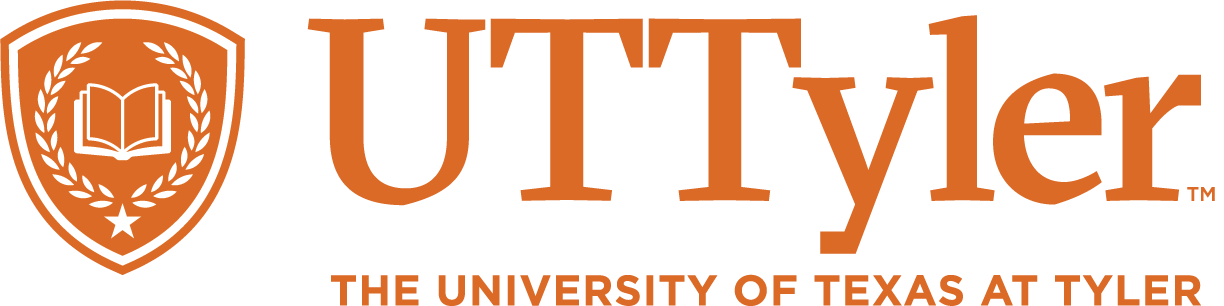 UTTyler™
THE UNIVERSITY OF TEXAS AT TYLER